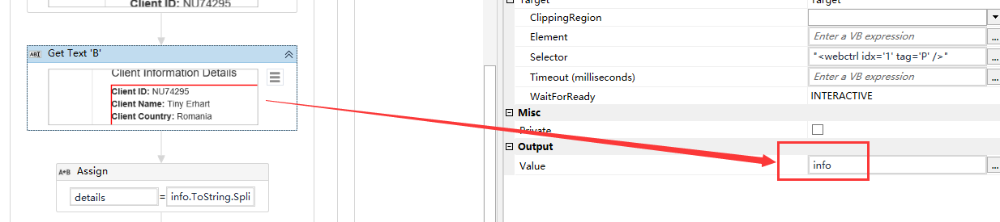 Client ID: NU74295
Get Text 'B'
Client Information Details
Client ID: NU74295
Client Name: Tiny Erhart
Client Country: Romania
A+B Assign
details = info.ToString.Spli
Target Target
ClippingRegion
Element Enter a VB expression ...
Selector "<webctrl idx='1' tag='P' />" ...
Timeout (milliseconds) Enter a VB expression ...
WaitForReady INTERACTIVE
Misc
Private
Output
Value info ...